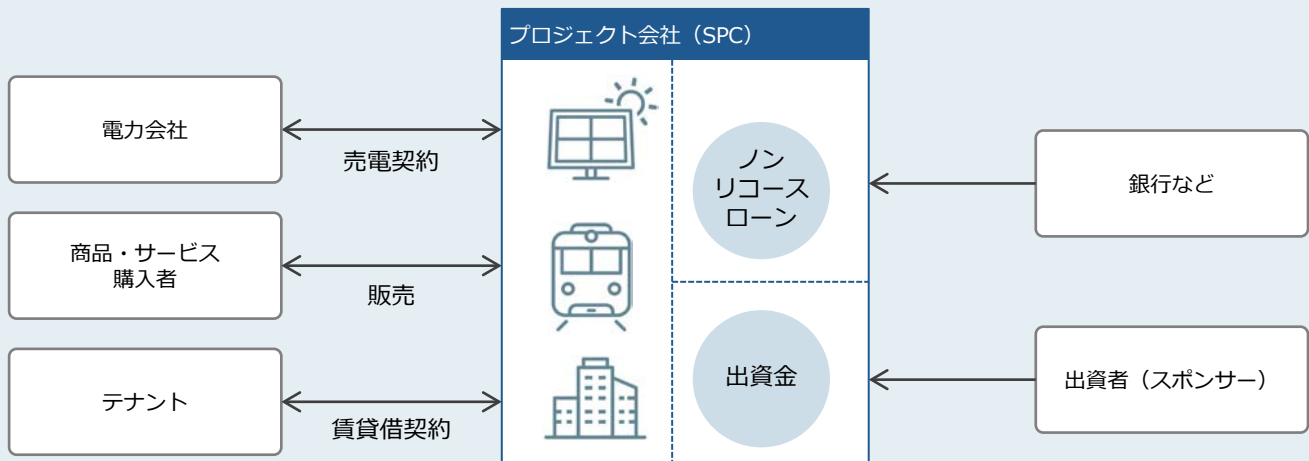 プロジェクト会社（SPC）
電力会社
売電契約
商品・サービス
購入者
販売
テナント
賃貸借契約
ノン
リコース
ローン
出資金
銀行など
出資者（スポンサー）